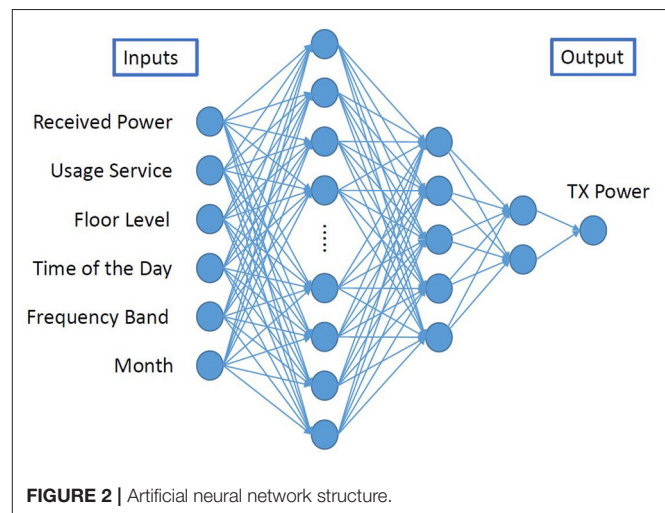 Inputs
Output
Received Power
Usage Service
Floor Level
Time of the Day
Frequency Band
Month
.....
TX Power
FIGURE 2 | Artificial neural network structure.